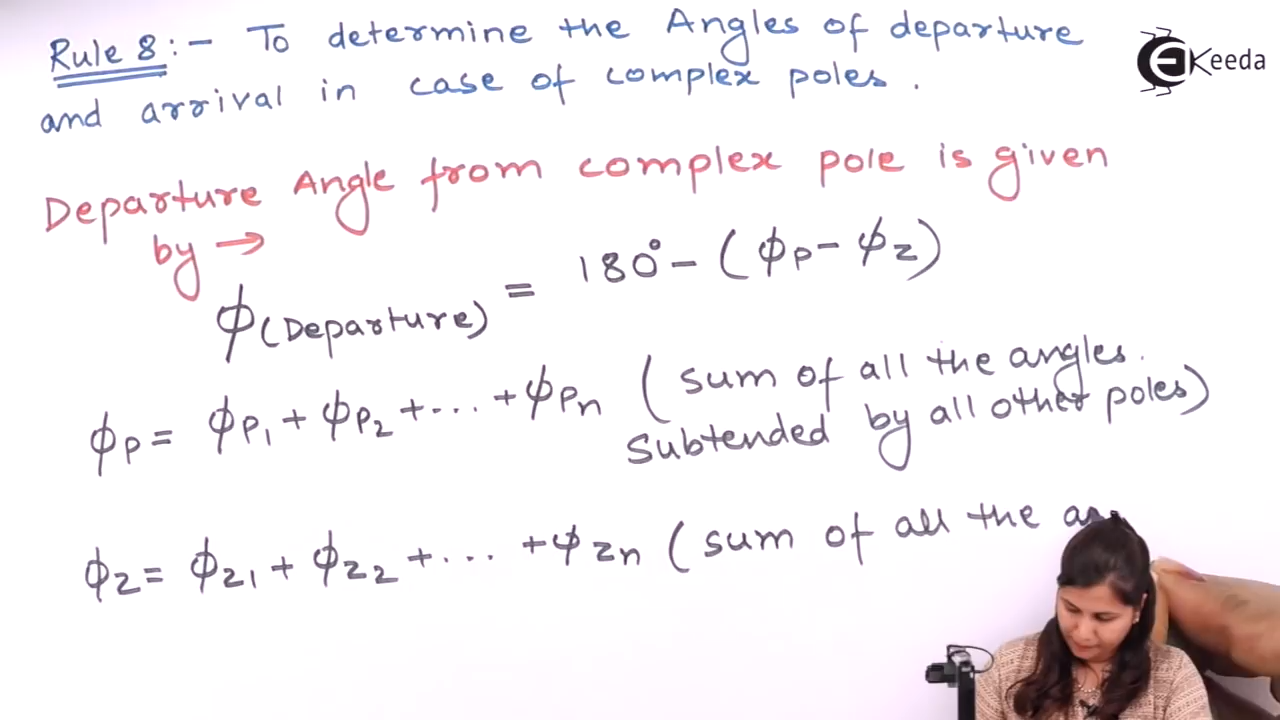 Rule 8:- To determine the Angles of departure
and arrival in case of complex poles.
EKeeda
Departure Angle from complex pole is given
by →
ϕ(Departure) = 180° - (ϕP - ϕZ)
ϕP = ϕP1 + ϕP2 + ... + ϕPn (sum of all the angles.
subtended by all other poles)
ϕZ = ϕZ1 + ϕZ2 + ... + ϕZn (sum of all the